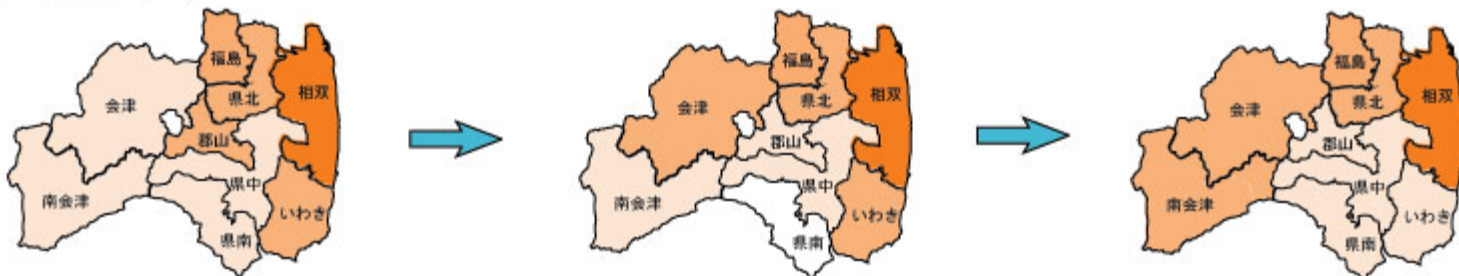 福島
相双
県北
会津
郡山
県中
南会津
いわき
県南
福島
相双
県北
会津
郡山
県中
南会津
いわき
県南
福島
相双
県北
会津
郡山
県中
南会津
いわき
県南